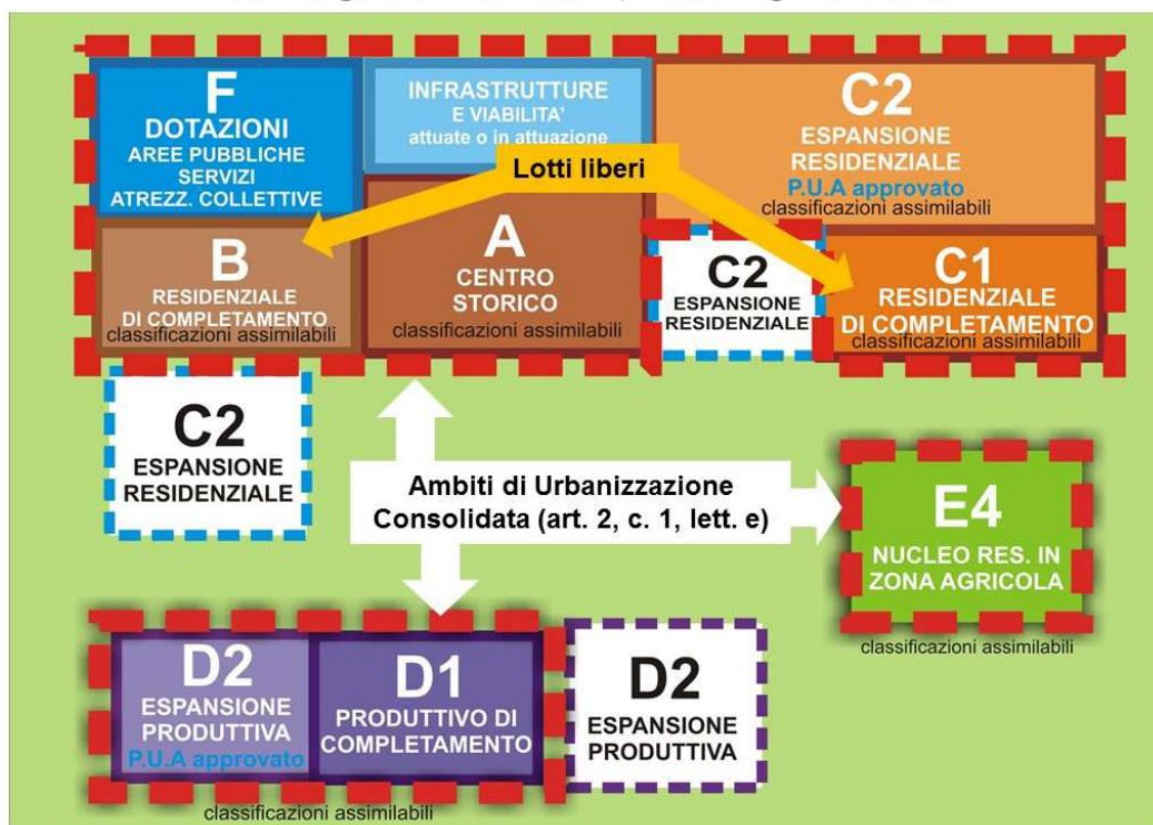 F
DOTAZIONI
AREE PUBBLICHE
SERVIZI
ATREZZ. COLLETTIVE
INFRASTRUTTURE
E VIABILITA'
attuate o in attuazione
C2
ESPANSIONE
RESIDENZIALE
P.U.A approvato
classificazioni assimilabili
Lotti liberi
B
RESIDENZIALE
DI COMPLETAMENTO
classificazioni assimilabili
A
CENTRO
STORICO
classificazioni assimilabili
C2
ESPANSIONE
RESIDENZIALE
C1
RESIDENZIALE
DI COMPLETAMENTO
classificazioni assimilabili
C2
ESPANSIONE
RESIDENZIALE
Ambiti di Urbanizzazione
Consolidata (art. 2, c. 1, lett. e)
E4
NUCLEO RES. IN
ZONA AGRICOLA
classificazioni assimilabili
D2
ESPANSIONE
PRODUTTIVA
P.U.A approvato
D1
PRODUTTIVO DI
COMPLETAMENTO
D2
ESPANSIONE
PRODUTTIVA
classificazioni assimilabili